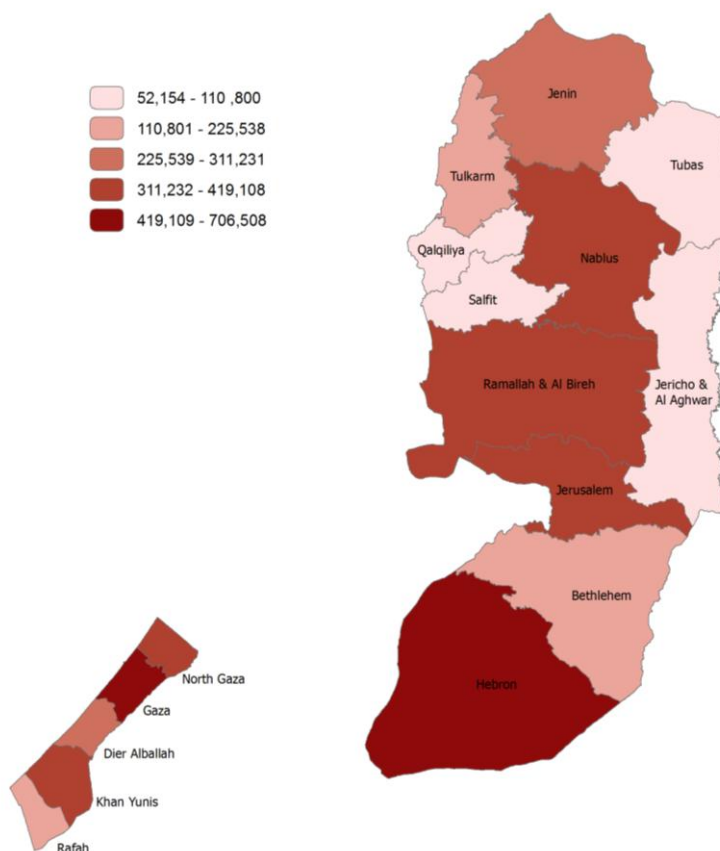 52,154 - 110 ,800
110,801 - 225,538
225,539 - 311,231
311,232 - 419,108
419,109 - 706,508
Jenin
Tubas
Tulkarm
Qalqiliya
Nablus
Salfit
Ramallah & Al Bireh
Jericho &
Al Aghwar
Jerusalem
Bethlehem
Hebron
North Gaza
Gaza
Dier Alballah
Khan Yunis
Rafah